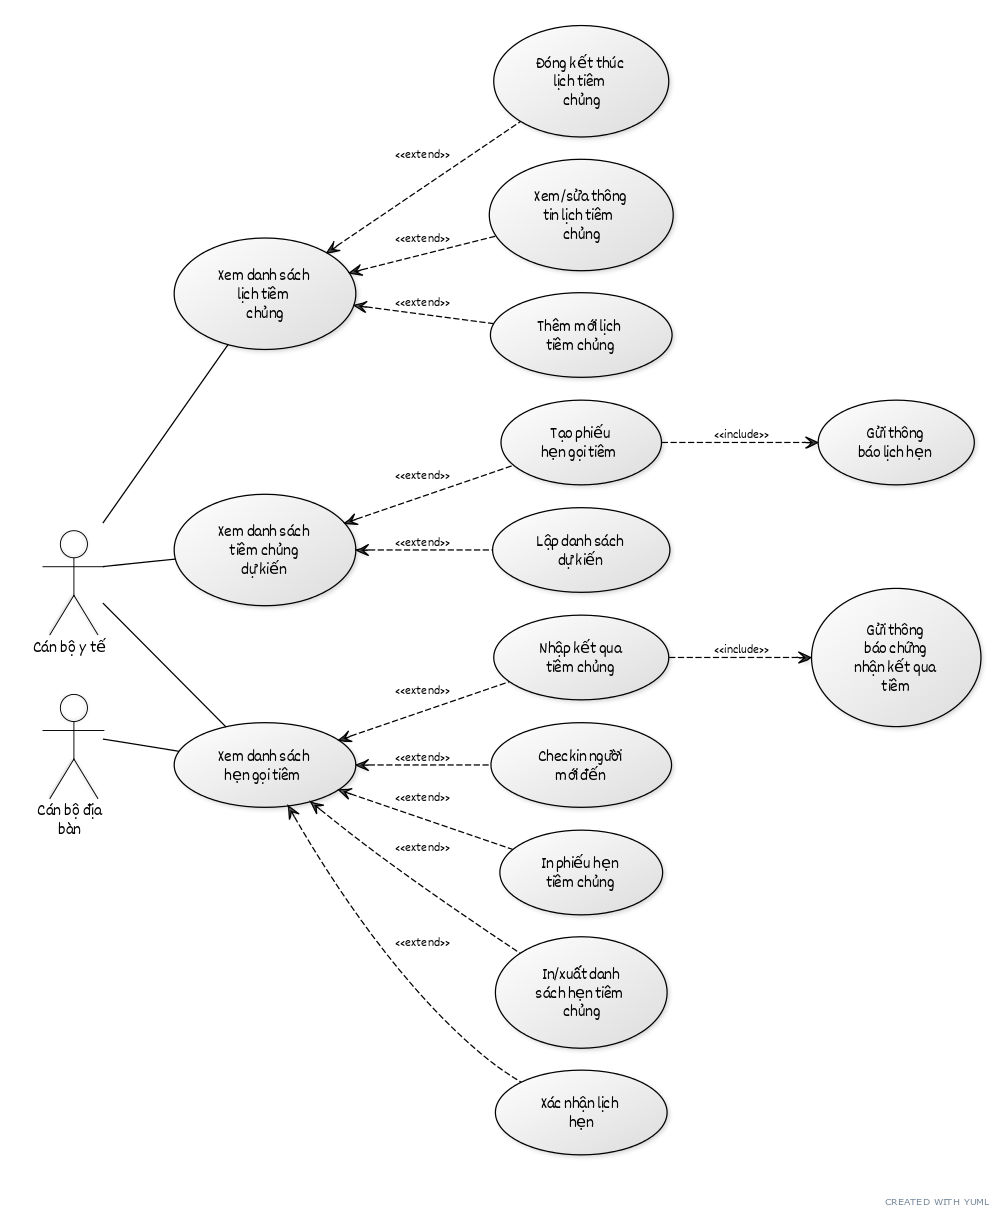 Đóng kết thúc
lịch tiêm
chủng
<<extend>>
Xem/sửa thông
tin lịch tiêm
chủng
<<extend>>
Xem danh sách
lịch tiêm
chủng
<<extend>>
Thêm mới lịch
tiêm chủng
Tạo phiếu
hẹn gọi tiêm
<<include>>
Gửi thông
báo lịch hẹn
<<extend>>
Xem danh sách
tiêm chủng
dự kiến
<<extend>>
Lập danh sách
dự kiến
Cán bộ y tế
Nhập kết qua
tiêm chủng
<<include>>
Gửi thông
báo chứng
nhận kết qua
tiêm
<<extend>>
Xem danh sách
hẹn gọi tiêm
<<extend>>
Checkin người
mới đến
<<extend>>
Cán bộ địa
bàn
<<extend>>
In phiếu hẹn
tiêm chủng
<<extend>>
In/xuất danh
sách hẹn tiêm
chủng
Xác nhận lịch
hẹn
CREATED WITH YUML